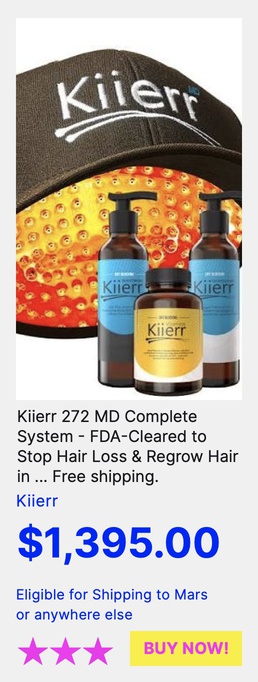 Kiierr
MD
Kiierr
Kiierr
Kiierr
Kiierr 272 MD Complete
System - FDA-Cleared to
Stop Hair Loss & Regrow Hair
in ... Free shipping.
Kiierr
$1,395.00
Eligible for Shipping to Mars
or anywhere else
BUY NOW!